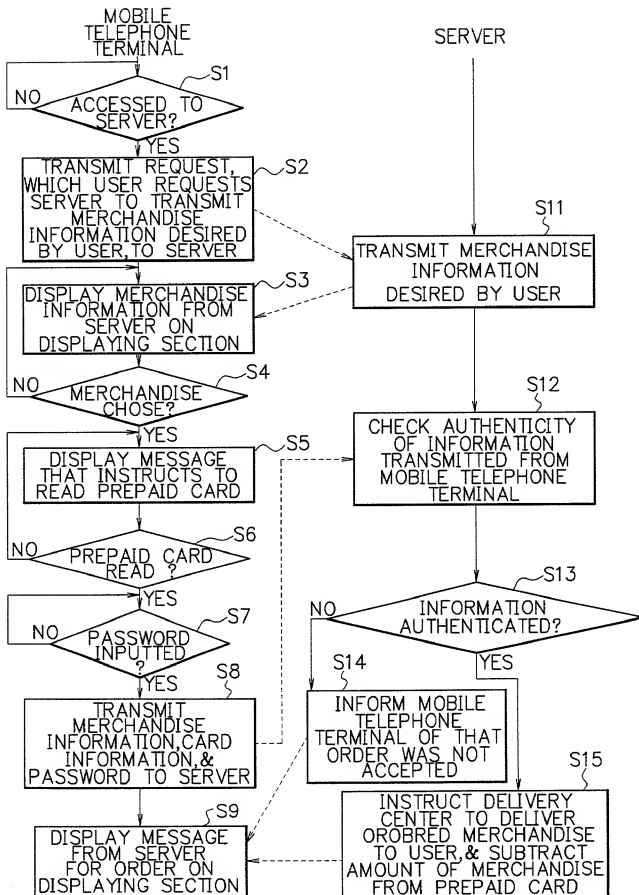 MOBILE
TELEPHONE
TERMINAL
S1
NO
ACCESSED TO
SERVER?
YES
TRANSMIT REQUEST,
WHICH USER REQUESTS
SERVER TO TRANSMIT
MERCHANDISE
INFORMATION DESIRED
BY USER,TO SERVER
S2
DISPLAY MERCHANDISE
INFORMATION FROM
SERVER ON
DISPLAYING SECTION
S3
NO
MERCHANDISE
CHOSE?
S4
YES
DISPLAY MESSAGE
THAT INSTRUCTS TO
READ PREPAID CARD
S5
NO
PREPAID CARD
READ ?
S6
YES
NO
PASSWORD
INPUTTED
?
S7
YES
TRANSMIT
MERCHANDISE
INFORMATION,CARD
INFORMATION,&
PASSWORD TO SERVER
S8
DISPLAY MESSAGE
FROM SERVER
FOR ORDER ON
DISPLAYING SECTION
S9
SERVER
S11
TRANSMIT MERCHANDISE
INFORMATION
DESIRED BY USER
S12
CHECK AUTHENTICITY
OF INFORMATION
TRANSMITTED FROM
MOBILE TELEPHONE
TERMINAL
S13
NO
INFORMATION
AUTHENTICATED?
YES
S14
INFORM MOBILE
TELEPHONE
TERMINAL OF THAT
ORDER WAS NOT
ACCEPTED
S15
INSTRUCT DELIVERY
CENTER TO DELIVER
OROBRED MERCHANDISE
TO USER,& SUBTRACT
AMOUNT OF MERCHANDISE
FROM PREPAID CARD